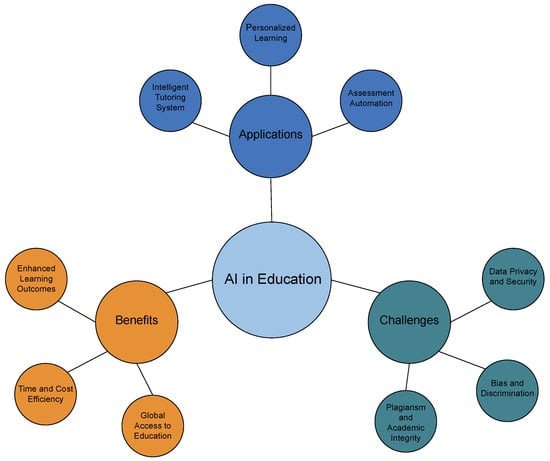 Personalized
Learning
Intelligent
Tutoring
System
Assessment
Automation
Applications
AI in Education
Enhanced
Learning
Outcomes
Benefits
Time and Cost
Efficiency
Global
Access to
Education
Challenges
Data Privacy
and Security
Bias and
Discrimination
Plagiarism
and
Academic
Integrity